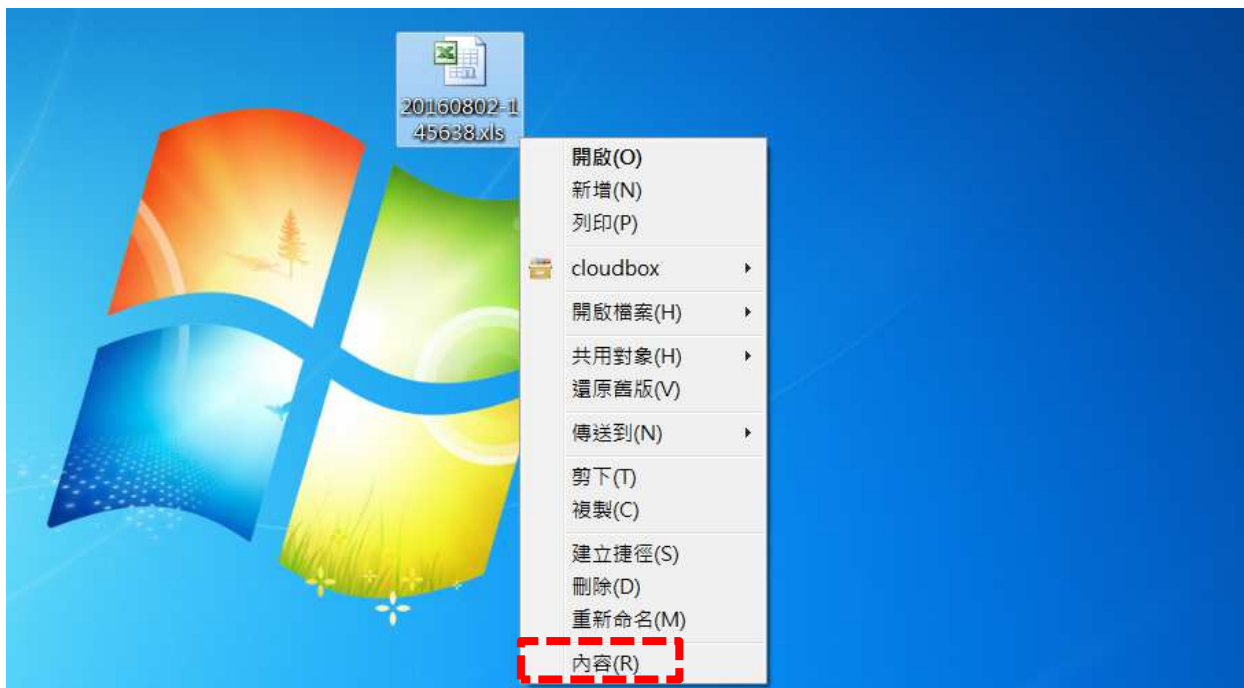 20160802-1
45638.xls
開啟(O)
新增(N)
列印(P)
cloudbox
開啟檔案(H)
共用對象(H)
還原舊版(V)
傳送到(N)
剪下(T)
複製(C)
建立捷徑(S)
刪除(D)
重新命名(M)
內容(R)